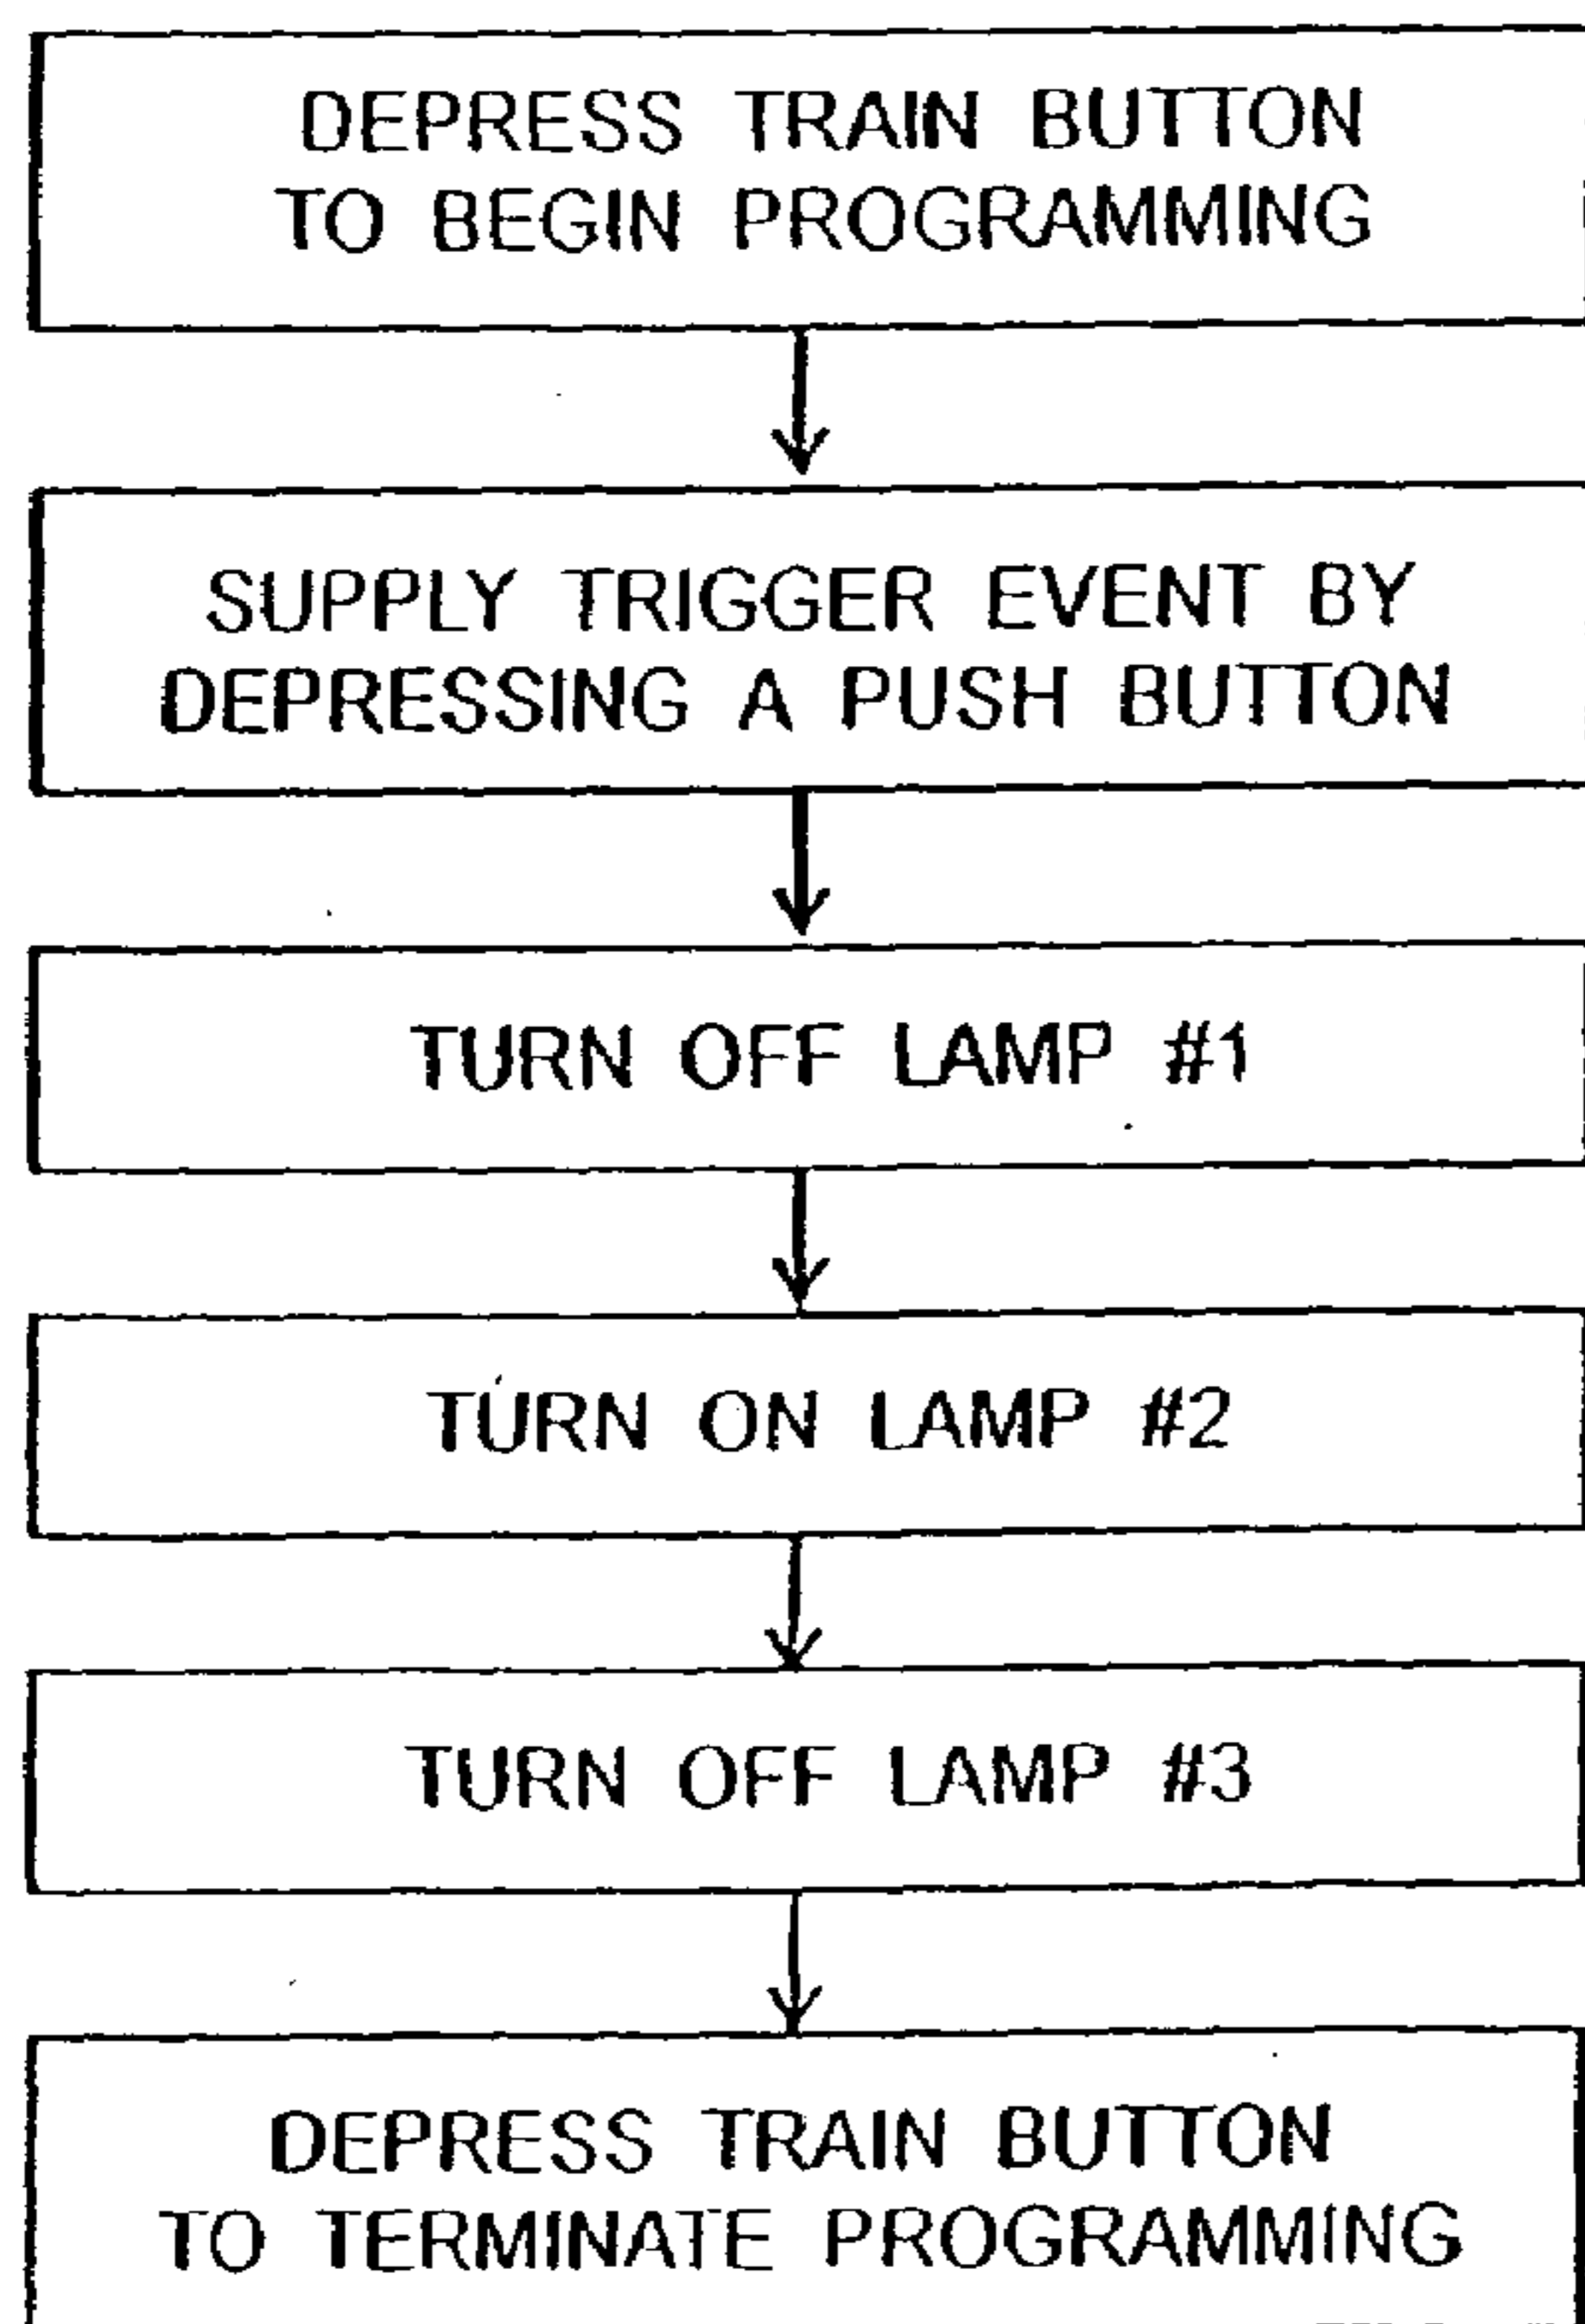 DEPRESS TRAIN BUTTON
TO BEGIN PROGRAMMING
SUPPLY TRIGGER EVENT BY
DEPRESSING A PUSH BUTTON
TURN OFF LAMP #1
TURN ON LAMP #2
TURN OFF LAMP #3
DEPRESS TRAIN BUTTON
TO TERMINATE PROGRAMMING